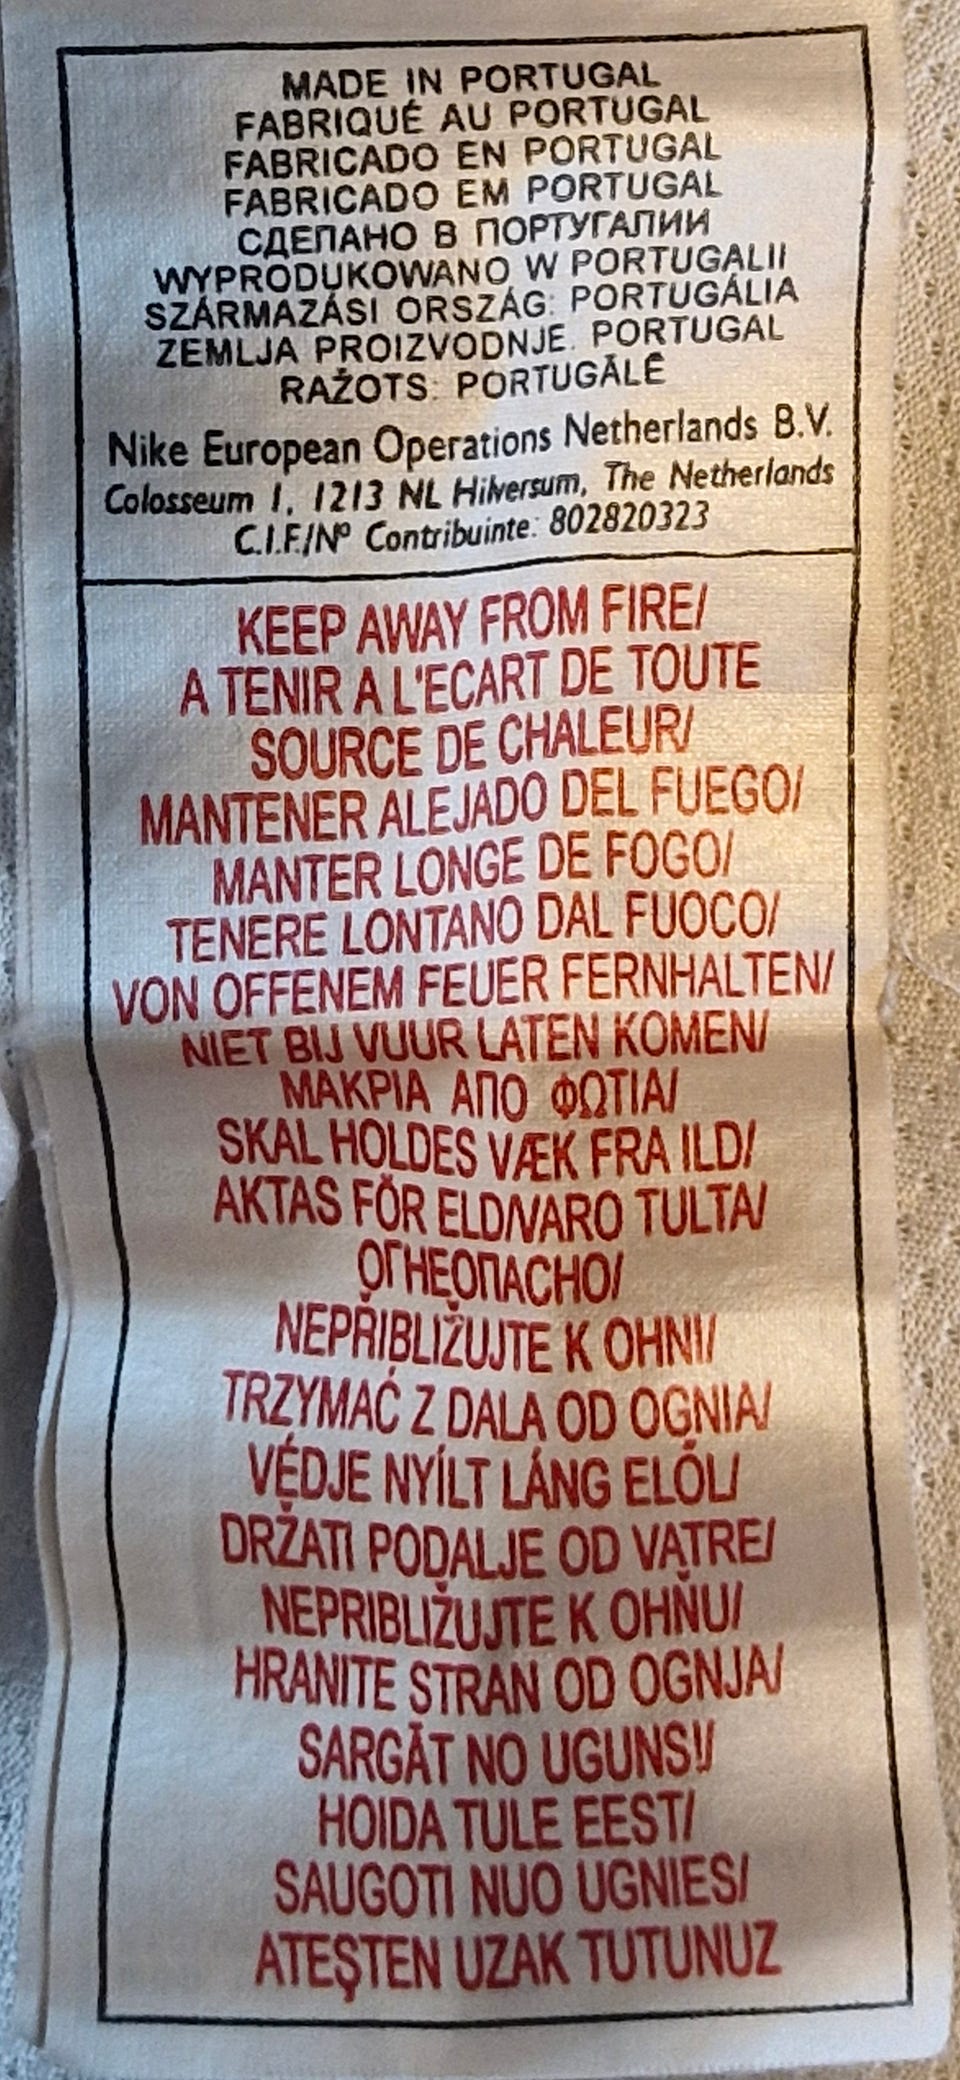 MADE IN PORTUGAL
FABRIQUÉ AU PORTUGAL
FABRICADO EN PORTUGAL
FABRICADO EM PORTUGAL
СДЕЛАНО В ПОРТУГАЛИИ
WYPRODUKOWANO W PORTUGALII
SZÁRMAZÁSI ORSZÁG: PORTUGÁLIA
ZEMLJA PROIZVODNJE: PORTUGAL
RAŽOTS: PORTUGĀLĒ
Nike European Operations Netherlands B.V.
Colosseum 1, 1213 NL Hilversum, The Netherlands
C.I.F./Nº Contribuinte: 802820323
KEEP AWAY FROM FIRE/
A TENIR A L'ECART DE TOUTE
SOURCE DE CHALEUR/
MANTENER ALEJADO DEL FUEGO/
MANTER LONGE DE FOGO/
TENERE LONTANO DAL FUOCO/
VON OFFENEM FEUER FERNHALTEN/
NIET BIJ VUUR LATEN KOMEN/
ΜΑΚΡΙΑ ΑΠΟ ΦΩΤΙΑ/
SKAL HOLDES VÆK FRA ILD/
AKTAS FÖR ELD/VARO TULTA/
ОГНЕОПАСНО/
NEPŘIBLIŽUJTE K OHNI/
TRZYMAĆ Z DALA OD OGNIA/
VÉDJE NYÍLT LÁNG ELŐL/
DRŽATI PODALJE OD VATRE/
NEPRIBLIŽUJTE K OHŇU/
HRANITE STRAN OD OGNJA/
SARGĀT NO UGUNS!/
HOIDA TULE EEST/
SAUGOTI NUO UGNIES/
ATEŞTEN UZAK TUTUNUZ